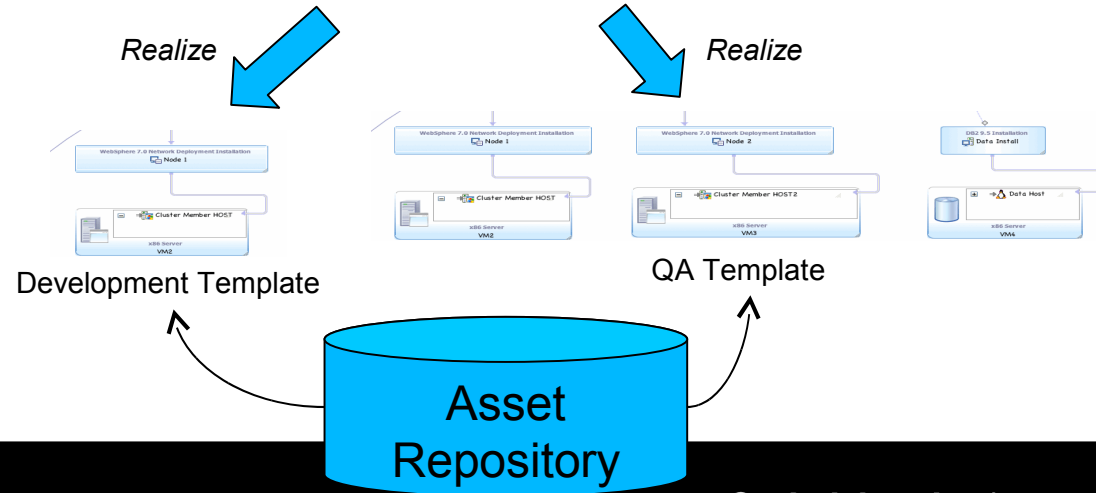 Realize
Realize
WebSphere 7.0 Network Deployment Installation
Node 1
Cluster Member HOST
x86 Server
VM2
Development Template
WebSphere 7.0 Network Deployment Installation
Node 1
Cluster Member HOST
x86 Server
VM2
WebSphere 7.0 Network Deployment Installation
Node 2
Cluster Member HOST2
x86 Server
VM3
DB2 9.5 Installation
Data Install
Data Host
x86 Server
VM4
QA Template
Asset
Repository